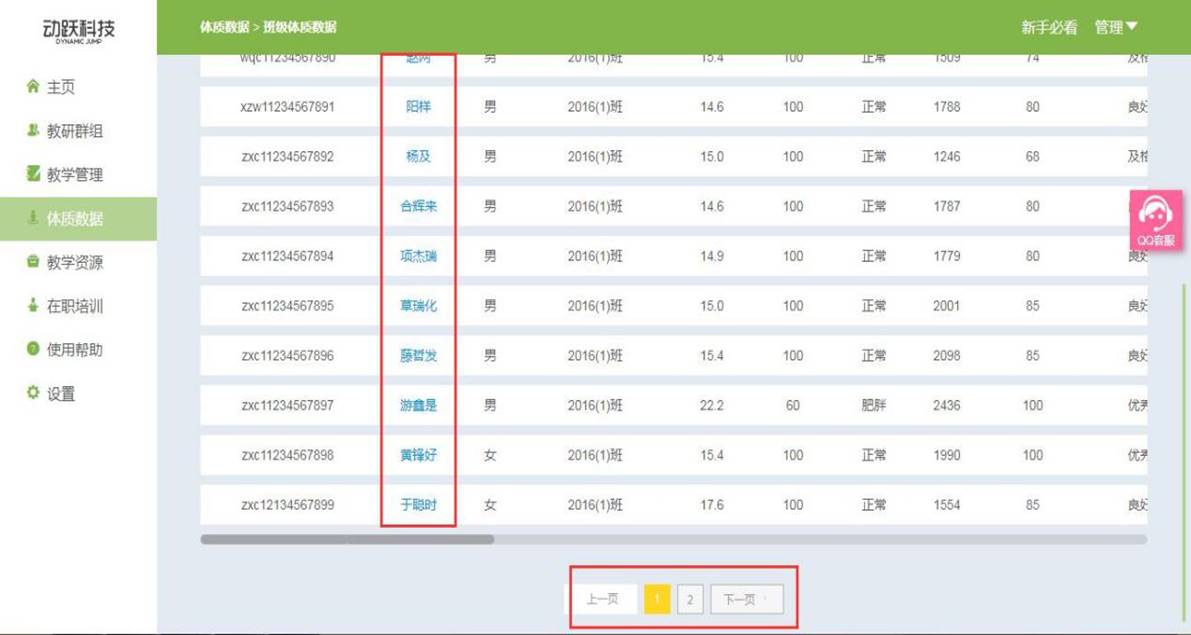 动跃科技
DYNAMIC JUMP
体质数据 > 班级体质数据
新手必看 管理
主页
教研群组
教学管理
体质数据
教学资源
在职培训
使用帮助
设置
wqc11234567890 赵两 男 2016(1)班 15.4 100 正常 1509 74 及格
xzw11234567891 阳样 男 2016(1)班 14.6 100 正常 1788 80 良好
zxc11234567892 杨及 男 2016(1)班 15.0 100 正常 1246 68 及格
zxc11234567893 合辉来 男 2016(1)班 14.6 100 正常 1787 80
zxc11234567894 项杰瑞 男 2016(1)班 14.9 100 正常 1779 80 良好
zxc11234567895 草瑞化 男 2016(1)班 15.0 100 正常 2001 85 良好
zxc11234567896 藤哲发 男 2016(1)班 15.4 100 正常 2098 85 良好
zxc11234567897 游鑫是 男 2016(1)班 22.2 60 肥胖 2436 100 优秀
zxc11234567898 黄锋好 女 2016(1)班 15.4 100 正常 1990 100 优秀
zxc12134567899 于聪时 女 2016(1)班 17.6 100 正常 1554 85 良好
QQ客服
上一页 1 2 下一页